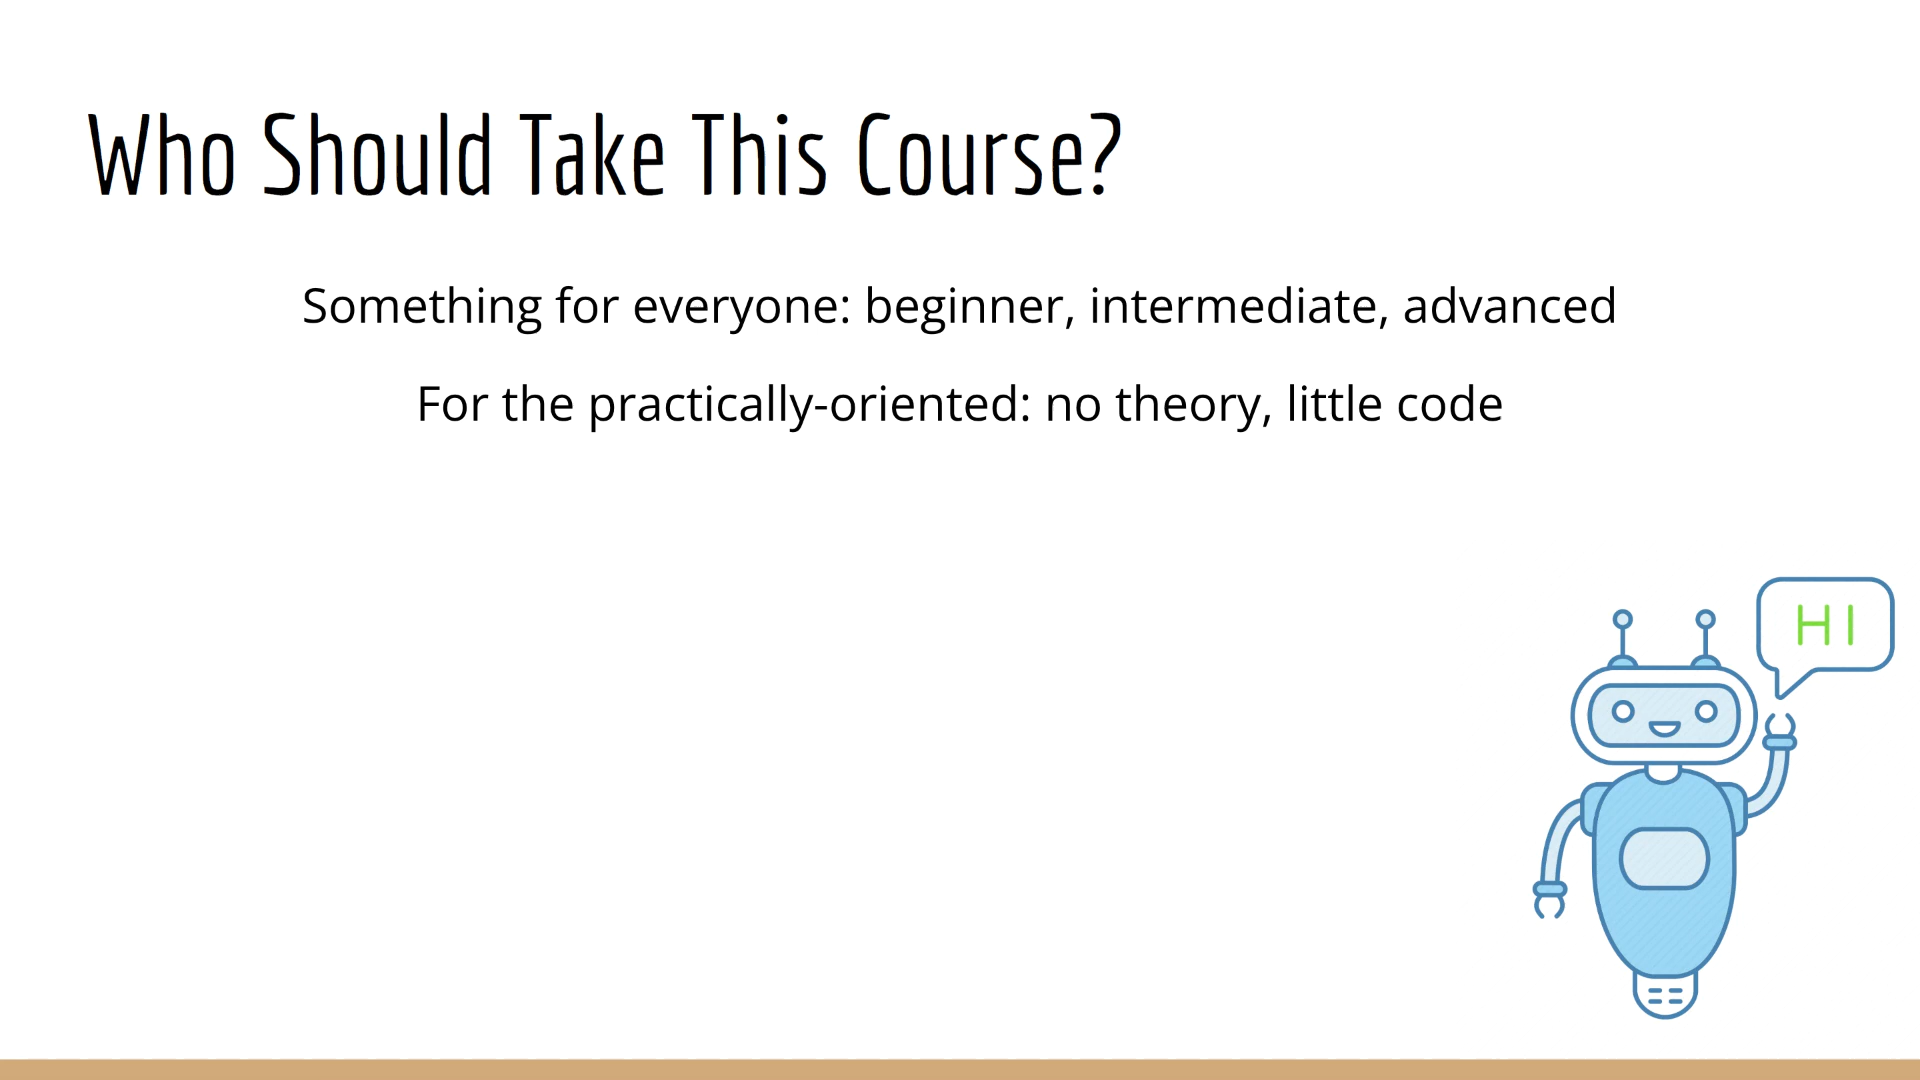 Who Should Take This Course?
Something for everyone: beginner, intermediate, advanced
For the practically-oriented: no theory, little code
HI